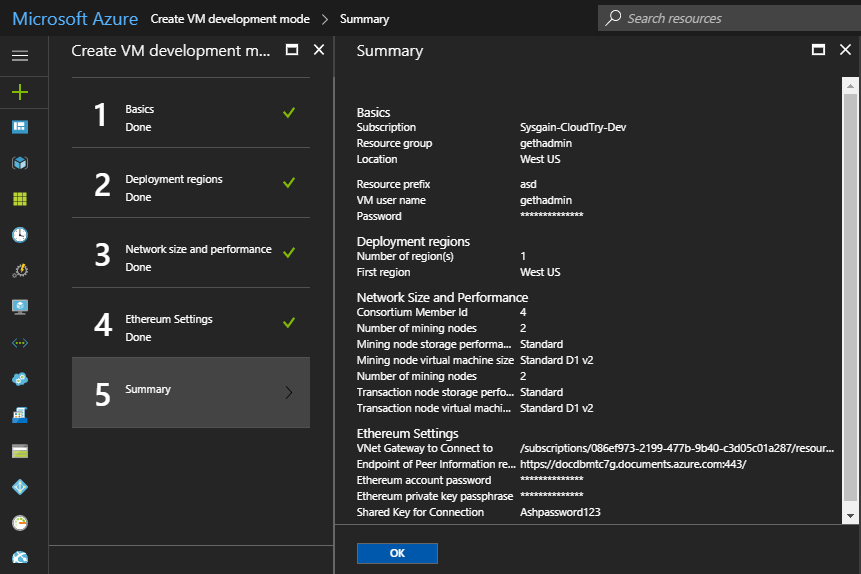 Microsoft Azure Create VM development mode > Summary Search resources
Create VM development m...
1 Basics
Done
2 Deployment regions
Done
3 Network size and performance
Done
4 Ethereum Settings
Done
5 Summary
Summary
Basics
Subscription Sysgain-CloudTry-Dev
Resource group gethadmin
Location West US
Resource prefix asd
VM user name gethadmin
Password **************
Deployment regions
Number of region(s) 1
First region West US
Network Size and Performance
Consortium Member Id 4
Number of mining nodes 2
Mining node storage performa... Standard
Mining node virtual machine size Standard D1 v2
Number of mining nodes 2
Transaction node storage perfo... Standard
Transaction node virtual machi... Standard D1 v2
Ethereum Settings
VNet Gateway to Connect to /subscriptions/086ef973-2199-477b-9b40-c3d05c01a287/resour...
Endpoint of Peer Information re... https://docdbmtc7g.documents.azure.com:443/
Ethereum account password **************
Ethereum private key passphrase **************
Shared Key for Connection Ashpassword123
OK